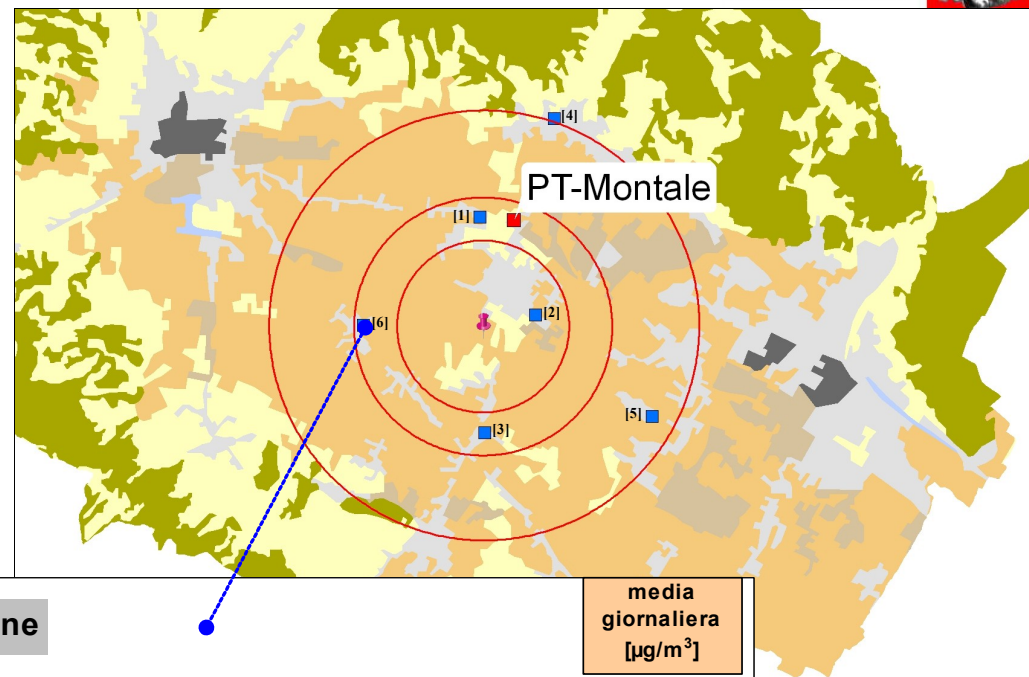 [4]
PT-Montale
[1]
[2]
[6]
[5]
[3]
ne
media
giornaliera
[µg/m³]